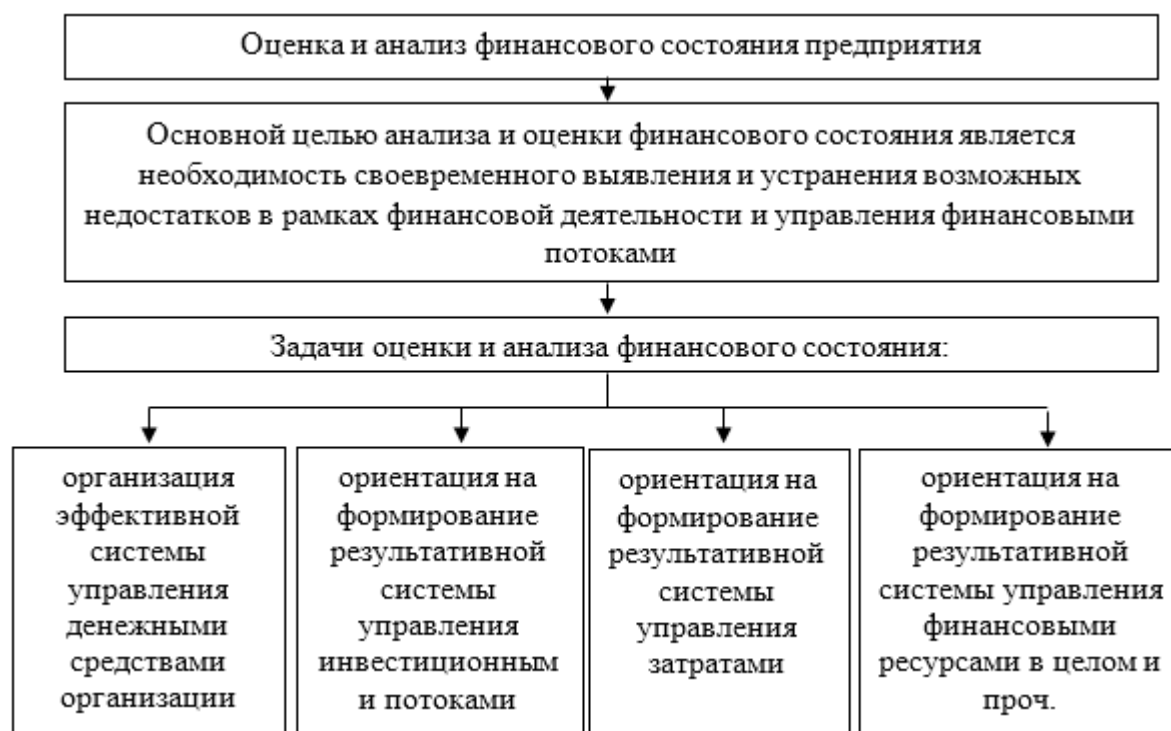 Оценка и анализ финансового состояния предприятия
Основной целью анализа и оценки финансового состояния является
необходимость своевременного выявления и устранения возможных
недостатков в рамках финансовой деятельности и управления финансовыми
потоками
Задачи оценки и анализа финансового состояния:
организация
эффективной
системы
управления
денежными
средствами
организации
ориентация на
формирование
результативной
системы
управления
инвестиционным
и потоками
ориентация на
формирование
результативной
системы
управления
затратами
ориентация на
формирование
результативной
системы управления
финансовыми
ресурсами в целом и
проч.